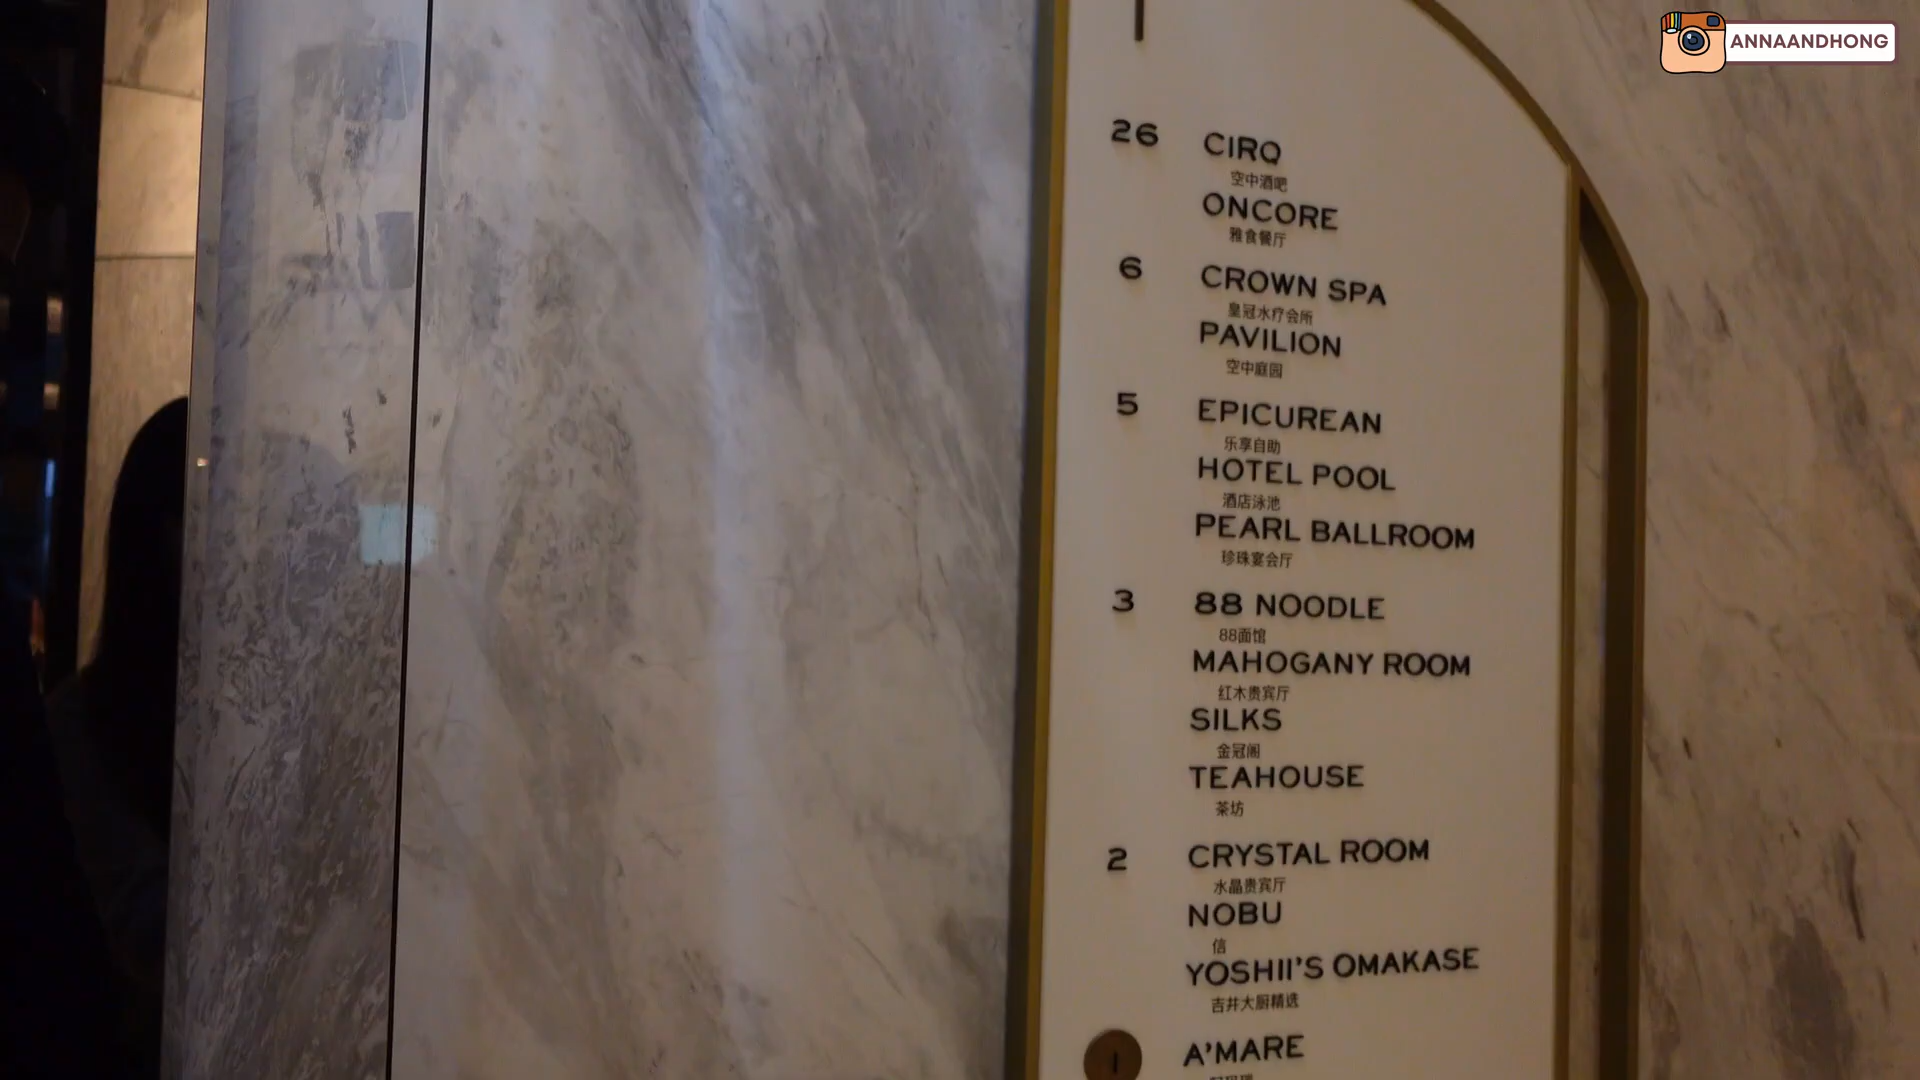 ANNAANDHONG
26 CIRQ
空中酒吧
ONCORE
雅食餐厅
6 CROWN SPA
皇冠水疗会所
PAVILION
空中庭园
5 EPICUREAN
乐享自助
HOTEL POOL
酒店泳池
PEARL BALLROOM
珍珠宴会厅
3 88 NOODLE
88面馆
MAHOGANY ROOM
红木贵宾厅
SILKS
金冠阁
TEAHOUSE
茶坊
2 CRYSTAL ROOM
水晶贵宾厅
NOBU
信
YOSHII'S OMAKASE
吉井大厨精选
1 A'MARE